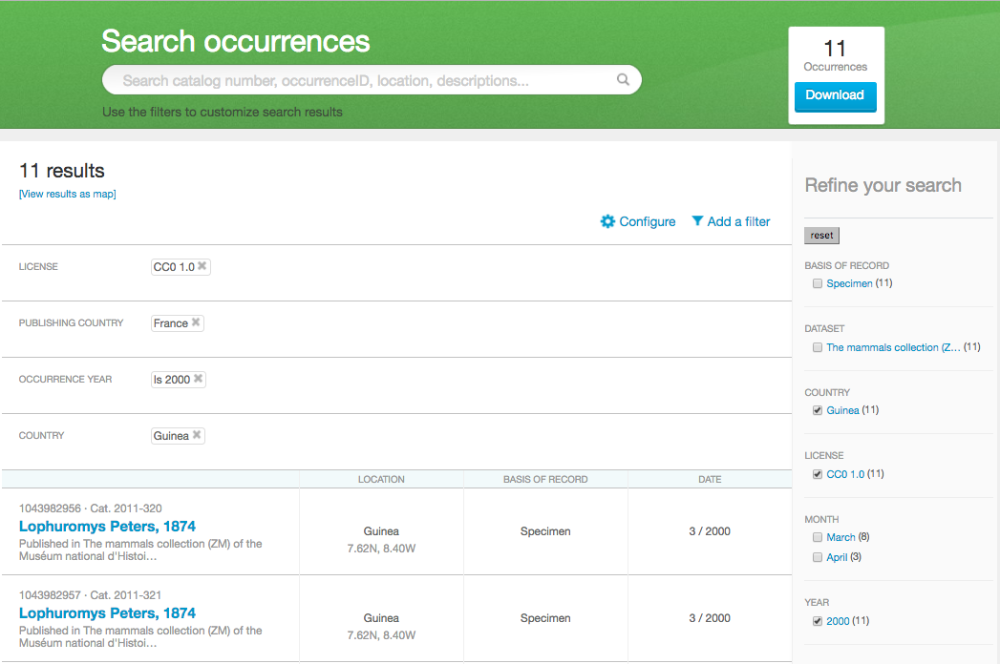 Search occurrences
Search catalog number, occurrenceID, location, descriptions...
Use the filters to customize search results
11
Occurrences
Download
11 results
[View results as map]
Configure
Add a filter
LICENSE
CC0 1.0
PUBLISHING COUNTRY
France
OCCURRENCE YEAR
Is 2000
COUNTRY
Guinea
LOCATION
BASIS OF RECORD
DATE
1043982956 · Cat. 2011-320
Lophuromys Peters, 1874
Published in The mammals collection (ZM) of the
Muséum national d'Histoi…
Guinea
7.62N, 8.40W
Specimen
3 / 2000
1043982957 · Cat. 2011-321
Lophuromys Peters, 1874
Published in The mammals collection (ZM) of the
Muséum national d'Histoi…
Guinea
7.62N, 8.40W
Specimen
3 / 2000
Refine your search
reset
BASIS OF RECORD
Specimen (11)
DATASET
The mammals collection (Z… (11)
COUNTRY
Guinea (11)
LICENSE
CC0 1.0 (11)
MONTH
March (8)
April (3)
YEAR
2000 (11)